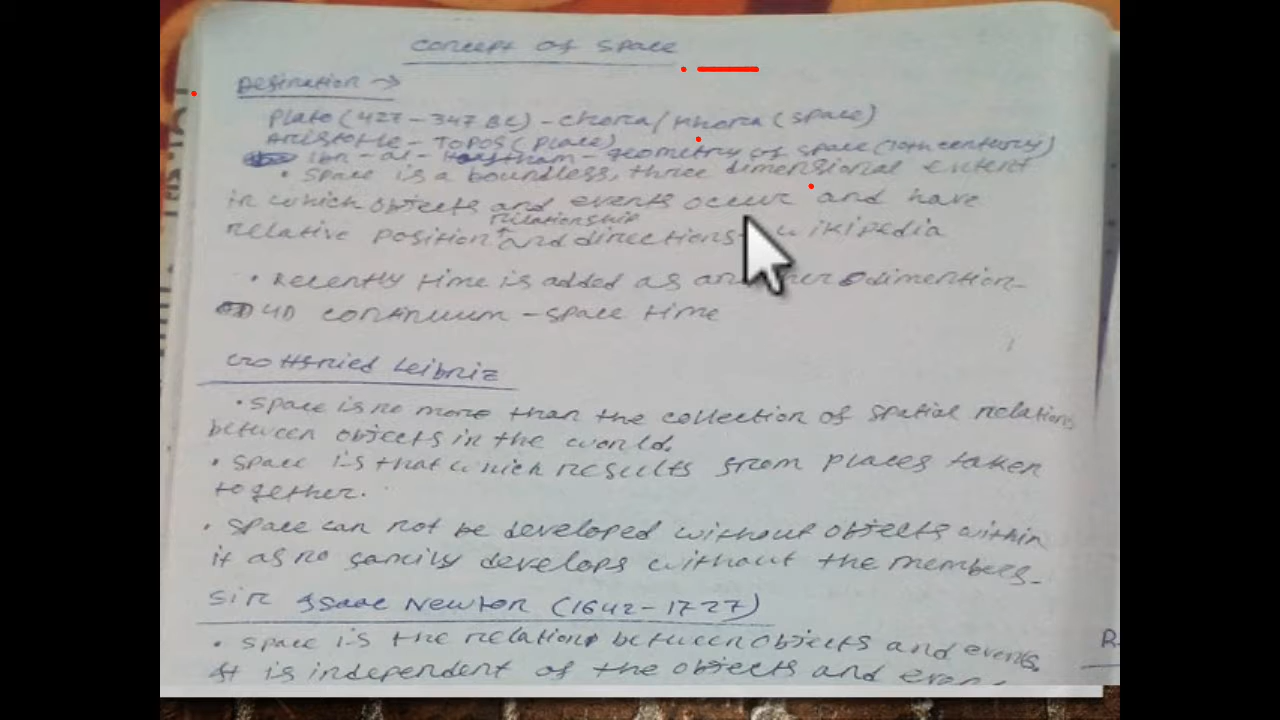 Concept of Space
Defination →
Plato (427 - 347 BC) - Chora/Khora (space)
Aristotle - Topos (place)
Ibn - al - Haytham - geometry of space (10th century)
• Space is a boundless, three dimensional extent
in which objects and events occur and have
relationship
relative position and directions - wikipedia
• Recently time is added as another dimention -
4D continuum - space time
Gottfried Leibniz
• Space is no more than the collection of spatial relations
between objects in the world.
• Space is that which results from places taken
together.
• Space can not be developed without objects within
it as no family develops without the members.
Sir Isaac Newton (1642 - 1727)
• Space is the relation between objects and events.
It is independent of the objects and
R